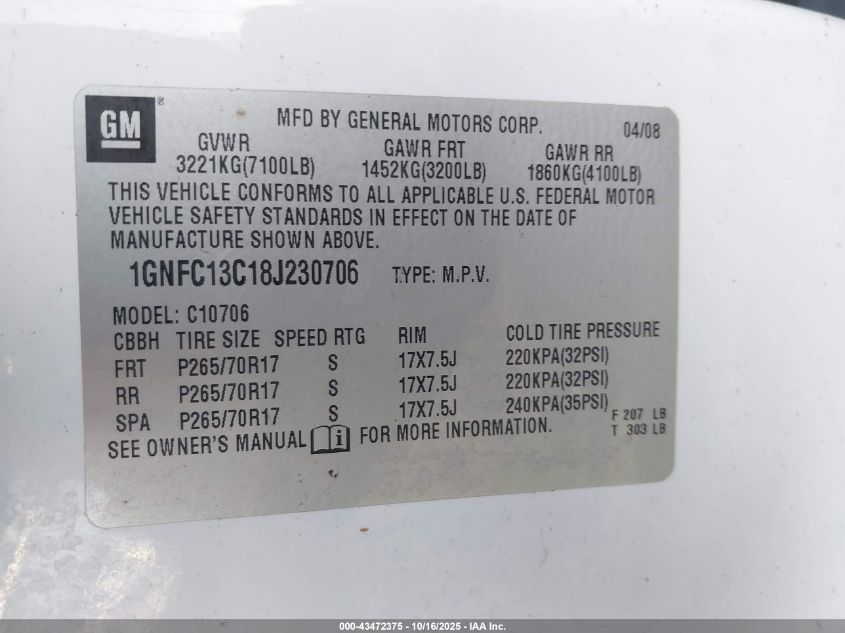 GM ®
MFD BY GENERAL MOTORS CORP. 04/08
GVWR GAWR FRT GAWR RR
3221KG(7100LB) 1452KG(3200LB) 1860KG(4100LB)
THIS VEHICLE CONFORMS TO ALL APPLICABLE U.S. FEDERAL MOTOR
VEHICLE SAFETY STANDARDS IN EFFECT ON THE DATE OF
MANUFACTURE SHOWN ABOVE.
1GNFC13C18J230706 TYPE: M.P.V.
MODEL: C10706
CBBH TIRE SIZE SPEED RTG RIM COLD TIRE PRESSURE
FRT P265/70R17 S 17X7.5J 220KPA(32PSI)
RR P265/70R17 S 17X7.5J 220KPA(32PSI)
SPA P265/70R17 S 17X7.5J 240KPA(35PSI) F 207 LB
T 303 LB
SEE OWNER'S MANUAL i FOR MORE INFORMATION.
000-43472375 - 10/16/2025 - IAA Inc.